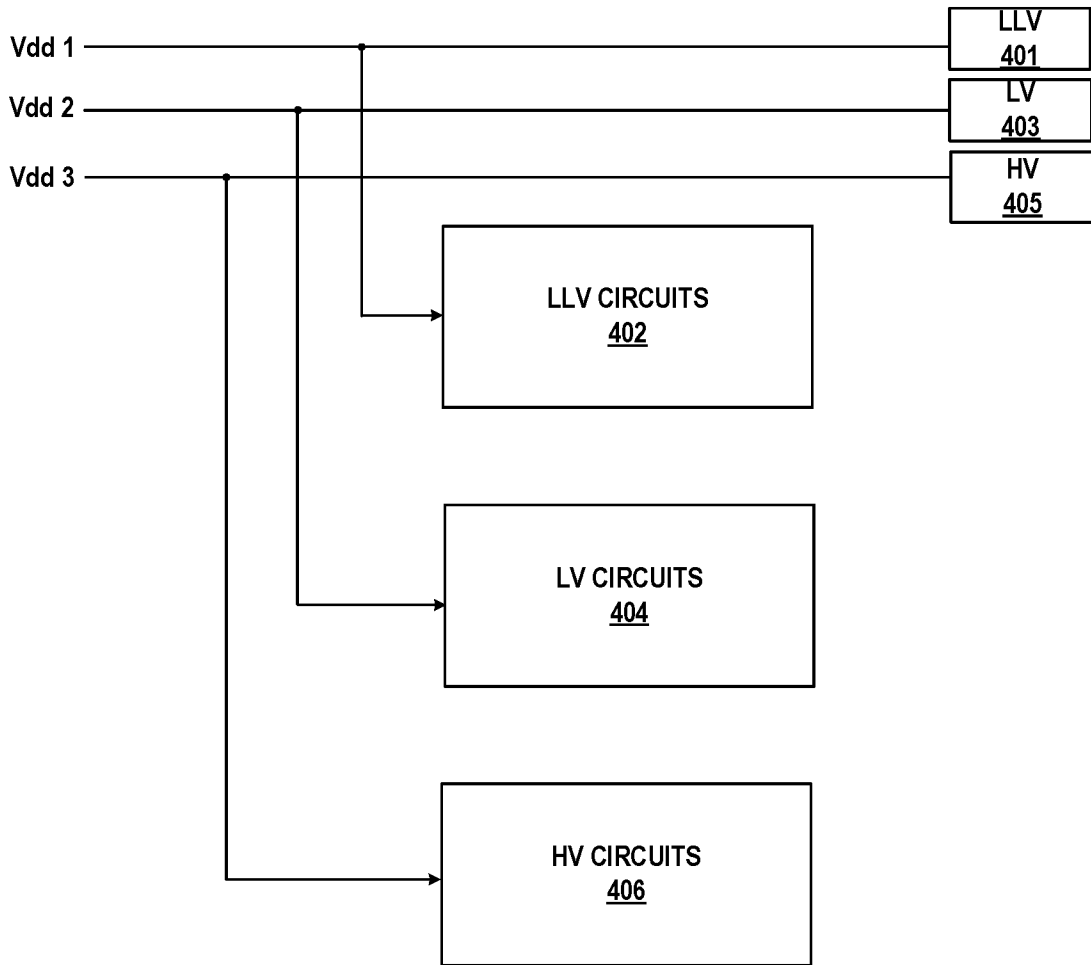 Vdd 1
LLV
401
Vdd 2
LV
403
Vdd 3
HV
405
LLV CIRCUITS
402
LV CIRCUITS
404
HV CIRCUITS
406